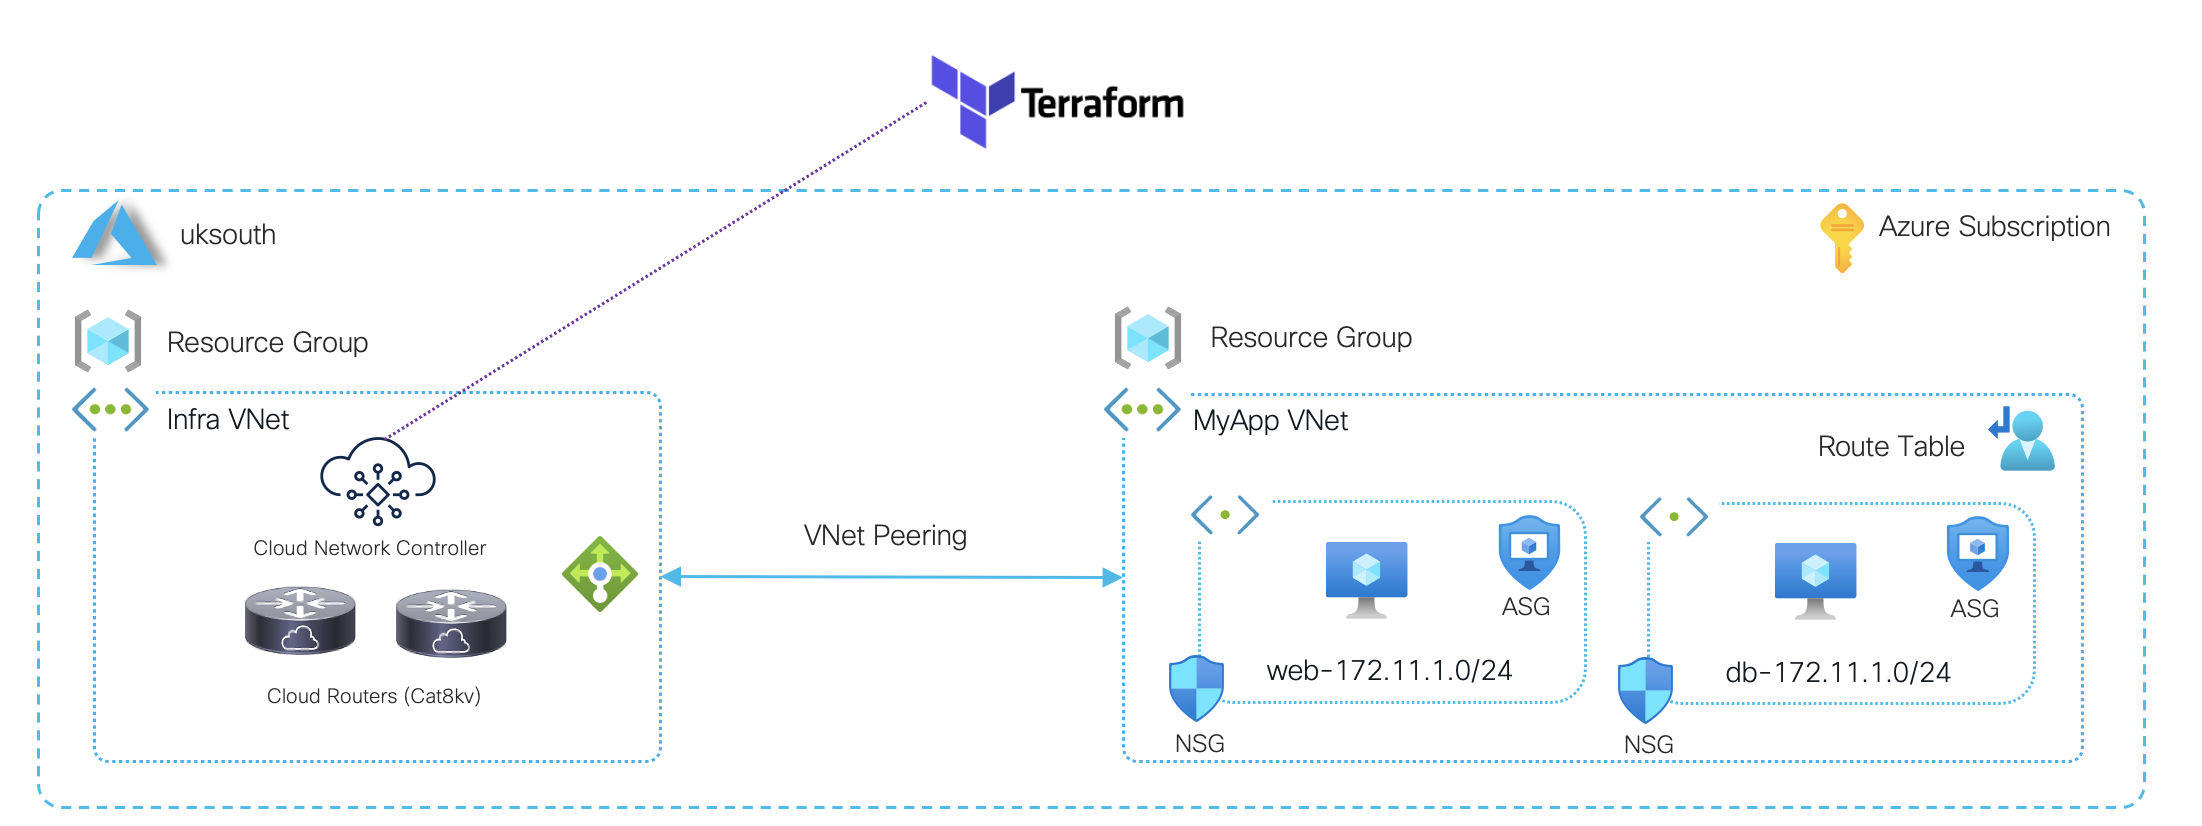 Terraform
uksouth
Azure Subscription
Resource Group
Resource Group
Infra VNet
MyApp VNet
Route Table
Cloud Network Controller
VNet Peering
Cloud Routers (Cat8kv)
ASG
web-172.11.1.0/24
NSG
ASG
db-172.11.1.0/24
NSG